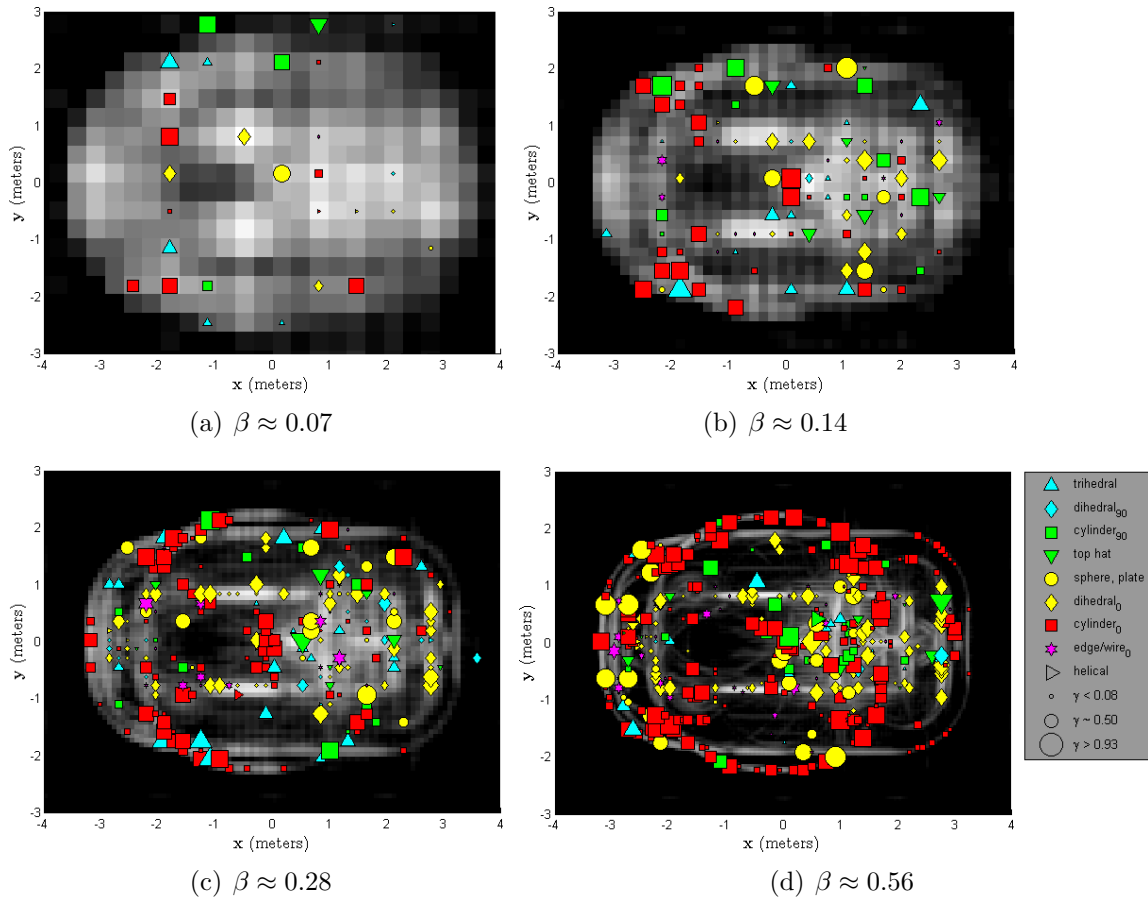 3
2
1
0
-1
-2
-3
y (meters)
-4 -3 -2 -1 0 1 2 3 4
x (meters)
(a) β ≈ 0.07
3
2
1
0
-1
-2
-3
y (meters)
-4 -3 -2 -1 0 1 2 3 4
x (meters)
(b) β ≈ 0.14
3
2
1
0
-1
-2
-3
y (meters)
-4 -3 -2 -1 0 1 2 3 4
x (meters)
(c) β ≈ 0.28
3
2
1
0
-1
-2
-3
y (meters)
-4 -3 -2 -1 0 1 2 3 4
x (meters)
(d) β ≈ 0.56
trihedral
dihedral₉₀
cylinder₉₀
top hat
sphere, plate
dihedral₀
cylinder₀
edge/wire₀
helical
γ < 0.08
γ ~ 0.50
γ > 0.93